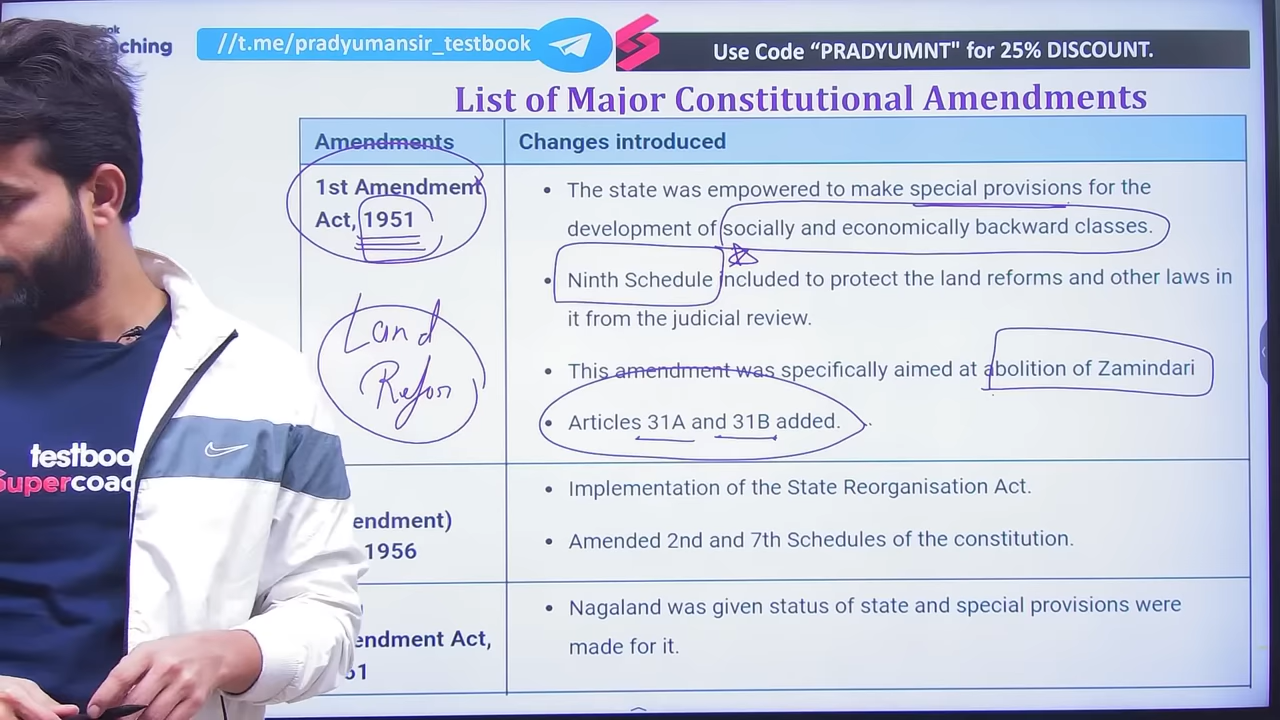 aching
//t.me/pradyumansir_testbook
Use Code “PRADYUMNT" for 25% DISCOUNT.
List of Major Constitutional Amendments
Amendments
Changes introduced
1st Amendment
Act, 1951
• The state was empowered to make special provisions for the
development of socially and economically backward classes.
• Ninth Schedule included to protect the land reforms and other laws in
it from the judicial review.
• This amendment was specifically aimed at abolition of Zamindari
• Articles 31A and 31B added.
Land
Refor
endment)
1956
• Implementation of the State Reorganisation Act.
• Amended 2nd and 7th Schedules of the constitution.
endment Act,
61
• Nagaland was given status of state and special provisions were
made for it.
testboo
Supercoac